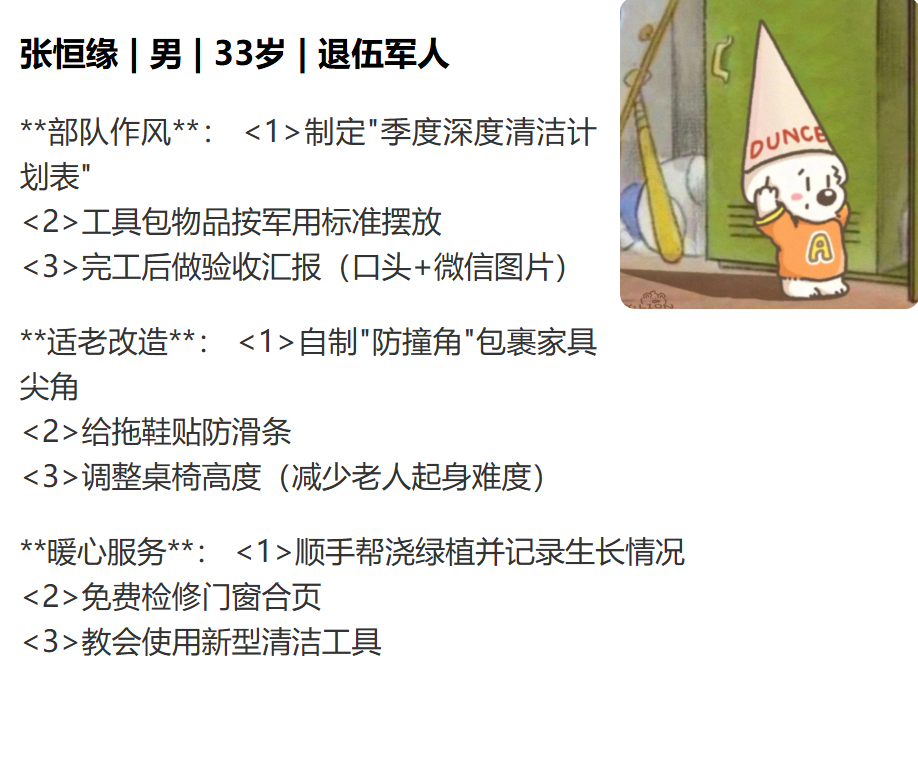 张恒缘 | 男 | 33岁 | 退伍军人
**部队作风**： <1>制定"季度深度清洁计
划表"
<2>工具包物品按军用标准摆放
<3>完工后做验收汇报（口头+微信图片）
DUNCE
A
**适老改造**： <1>自制"防撞角"包裹家具
尖角
<2>给拖鞋贴防滑条
<3>调整桌椅高度（减少老人起身难度）
**暖心服务**： <1>顺手帮浇绿植并记录生长情况
<2>免费检修门窗合页
<3>教会使用新型清洁工具